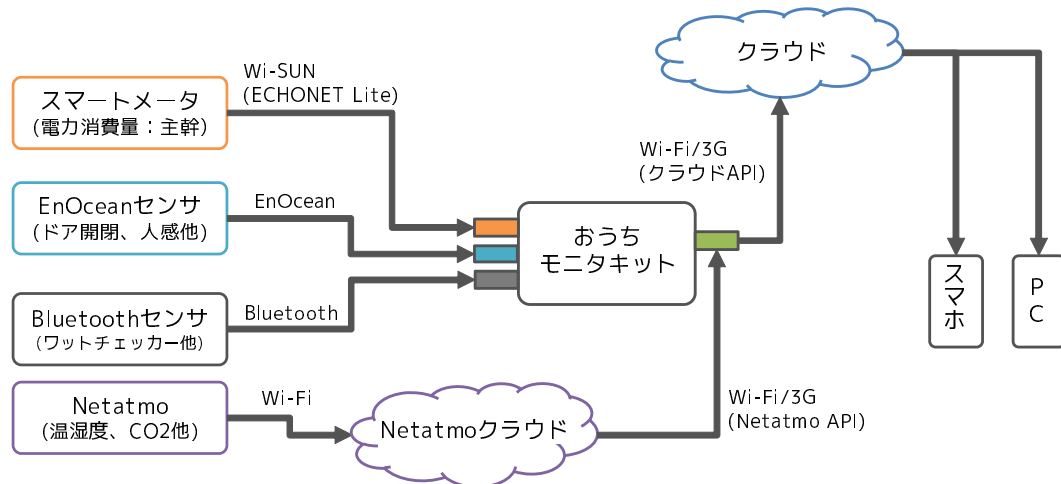 クラウド
Wi-SUN
(ECHONET Lite)
スマートメータ
(電力消費量：主幹)
Wi-Fi/3G
(クラウドAPI)
EnOceanセンサ
(ドア開閉、人感他)
EnOcean
おうち
モニタキット
スマホ
PC
Bluetoothセンサ
(ワットチェッカー他)
Bluetooth
Netatmo
(温湿度、CO2他)
Wi-Fi
Netatmoクラウド
Wi-Fi/3G
(Netatmo API)